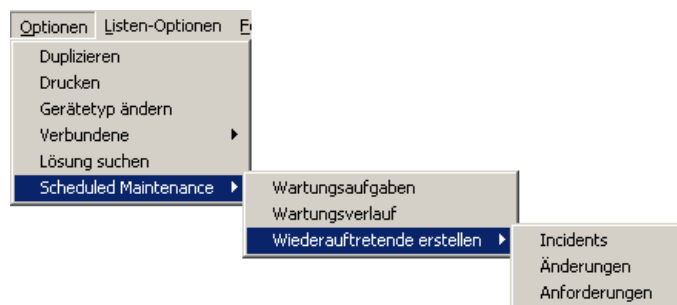 Optionen Listen-Optionen
Duplizieren
Drucken
Gerätetyp ändern
Verbundene
Lösung suchen
Scheduled Maintenance
Wartungsaufgaben
Wartungsverlauf
Wiederauftretende erstellen
Incidents
Änderungen
Anforderungen